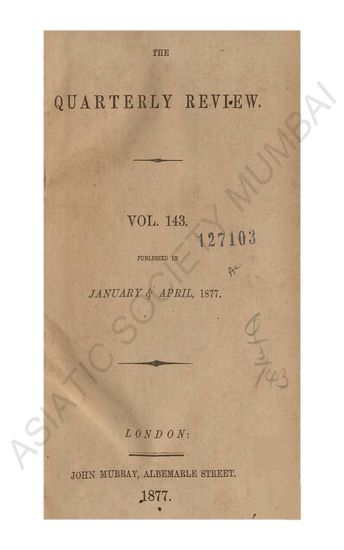 THE
QUARTERLY REVIEW.
VOL. 143.
127103
PUBLISHED IN
JANUARY & APRIL, 1877.
143
LONDON:
JOHN MURRAY, ALBEMARLE STREET.
1877.
ASIATIC SOCIETY MUMBAI